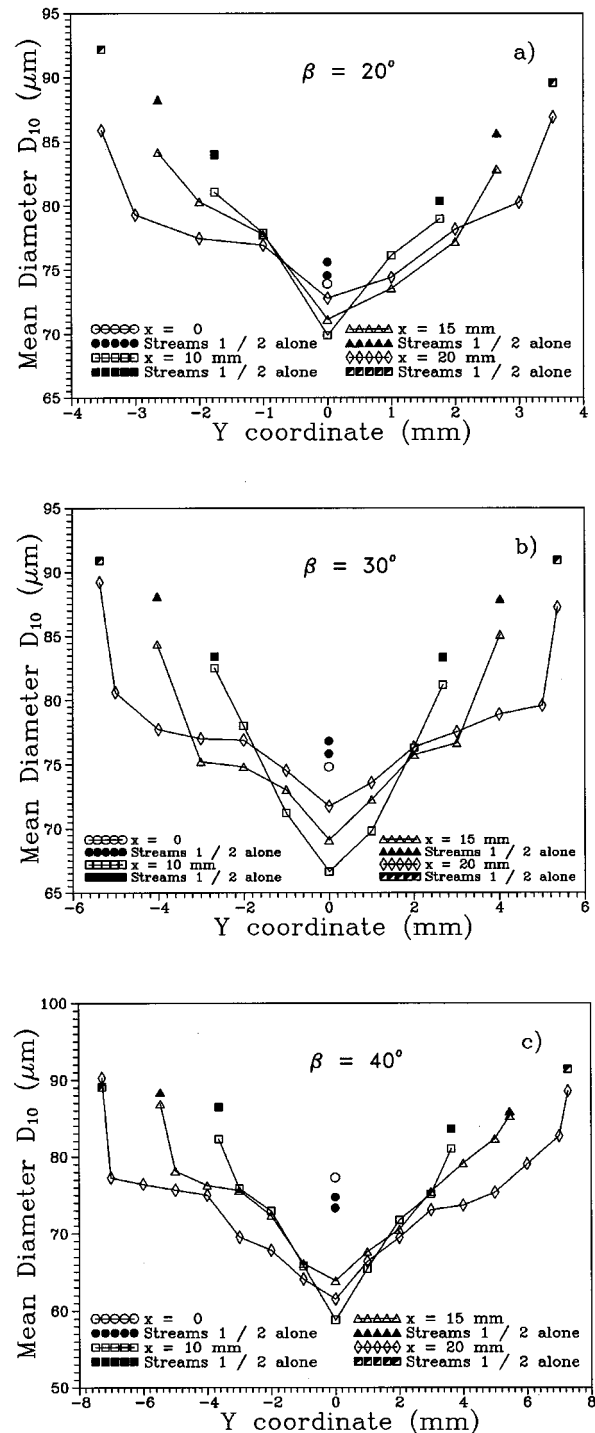 95
90
85
80
75
70
65
Mean Diameter D10 (μm)
a)
β = 20°
x = 0
Streams 1 / 2 alone
x = 10 mm
Streams 1 / 2 alone
x = 15 mm
Streams 1 / 2 alone
x = 20 mm
Streams 1 / 2 alone
-4 -3 -2 -1 0 1 2 3 4
Y coordinate (mm)
95
90
85
80
75
70
65
Mean Diameter D10 (μm)
b)
β = 30°
x = 0
Streams 1 / 2 alone
x = 10 mm
Streams 1 / 2 alone
x = 15 mm
Streams 1 / 2 alone
x = 20 mm
Streams 1 / 2 alone
-6 -4 -2 0 2 4 6
Y coordinate (mm)
100
90
80
70
60
50
Mean Diameter D10 (μm)
c)
β = 40°
x = 0
Streams 1 / 2 alone
x = 10 mm
Streams 1 / 2 alone
x = 15 mm
Streams 1 / 2 alone
x = 20 mm
Streams 1 / 2 alone
-8 -6 -4 -2 0 2 4 6 8
Y coordinate (mm)